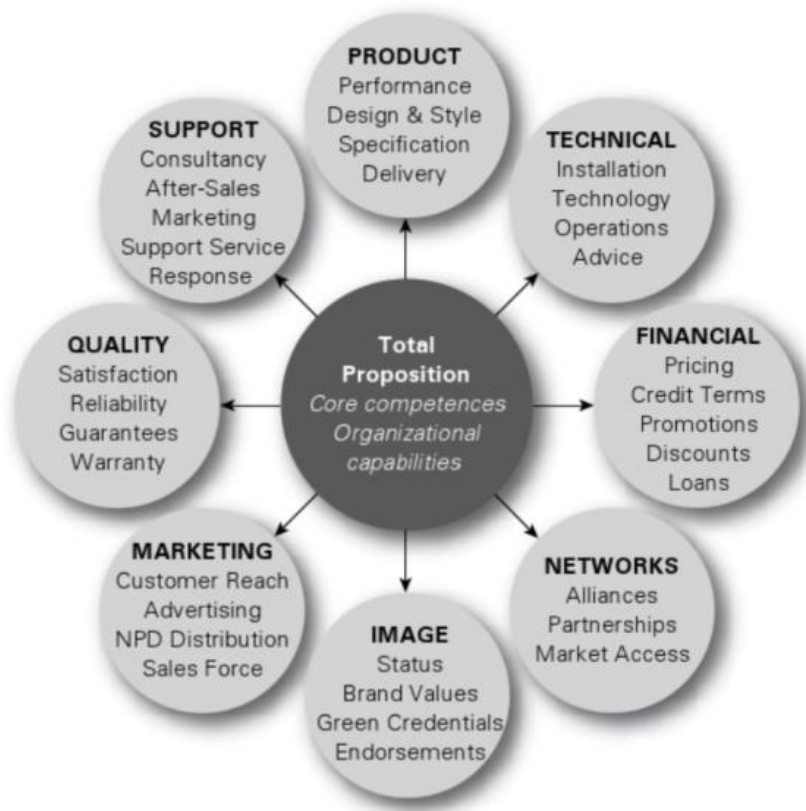 PRODUCT
Performance
Design & Style
Specification
Delivery
TECHNICAL
Installation
Technology
Operations
Advice
FINANCIAL
Pricing
Credit Terms
Promotions
Discounts
Loans
NETWORKS
Alliances
Partnerships
Market Access
IMAGE
Status
Brand Values
Green Credentials
Endorsements
MARKETING
Customer Reach
Advertising
NPD Distribution
Sales Force
QUALITY
Satisfaction
Reliability
Guarantees
Warranty
SUPPORT
Consultancy
After-Sales
Marketing
Support Service
Response
Total
Proposition
Core competences
Organizational
capabilities